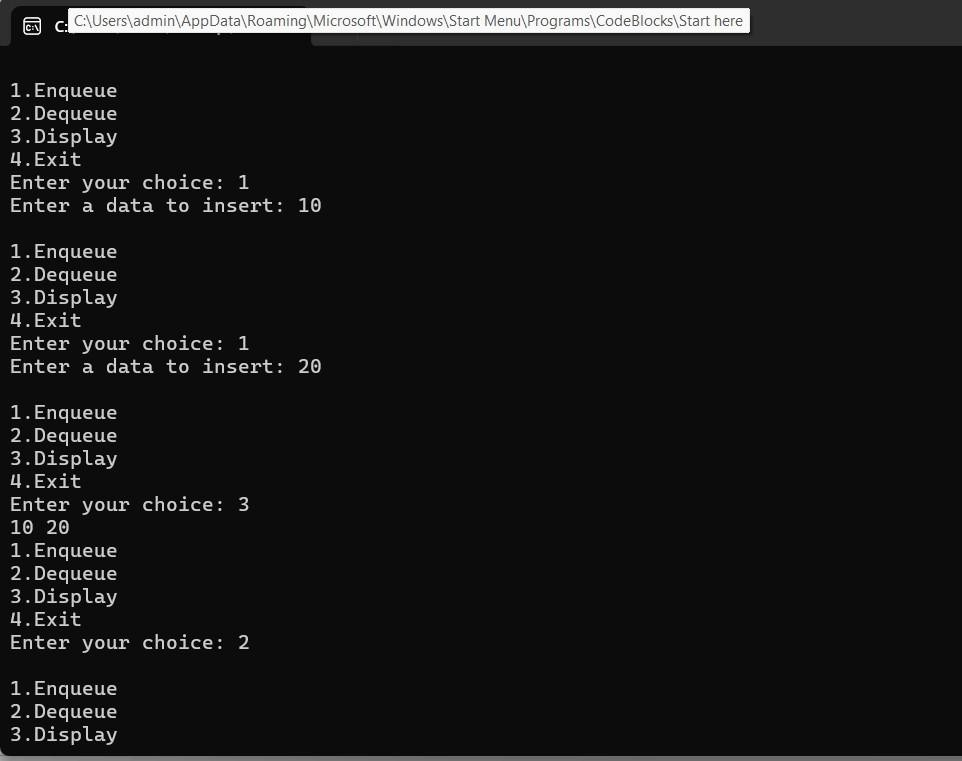 C:\Users\admin\AppData\Roaming\Microsoft\Windows\Start Menu\Programs\CodeBlocks\Start here
C:
1.Enqueue
2.Dequeue
3.Display
4.Exit
Enter your choice: 1
Enter a data to insert: 10
1.Enqueue
2.Dequeue
3.Display
4.Exit
Enter your choice: 1
Enter a data to insert: 20
1.Enqueue
2.Dequeue
3.Display
4.Exit
Enter your choice: 3
10 20
1.Enqueue
2.Dequeue
3.Display
4.Exit
Enter your choice: 2
1.Enqueue
2.Dequeue
3.Display